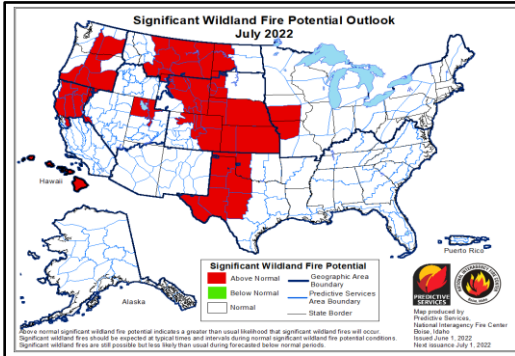 Significant Wildland Fire Potential Outlook
July 2022
Hawaii
Alaska
Puerto Rico
Significant Wildland Fire Potential
Above Normal
Below Normal
Normal
Geographic Area
Boundary
Predictive Services
Area Boundary
State Border
PREDICTIVE
SERVICES
Map produced by
Predictive Services,
National Interagency Fire Center
Boise, Idaho
Issued June 1, 2022
Next issuance July 1, 2022
Above normal significant wildland fire potential indicates a greater than usual likelihood that significant wildland fires will occur.
Significant wildland fires should be expected at typical times and intervals during normal significant wildland fire potential conditions.
Significant wildland fires are still possible but less likely than usual during forecasted below normal periods.